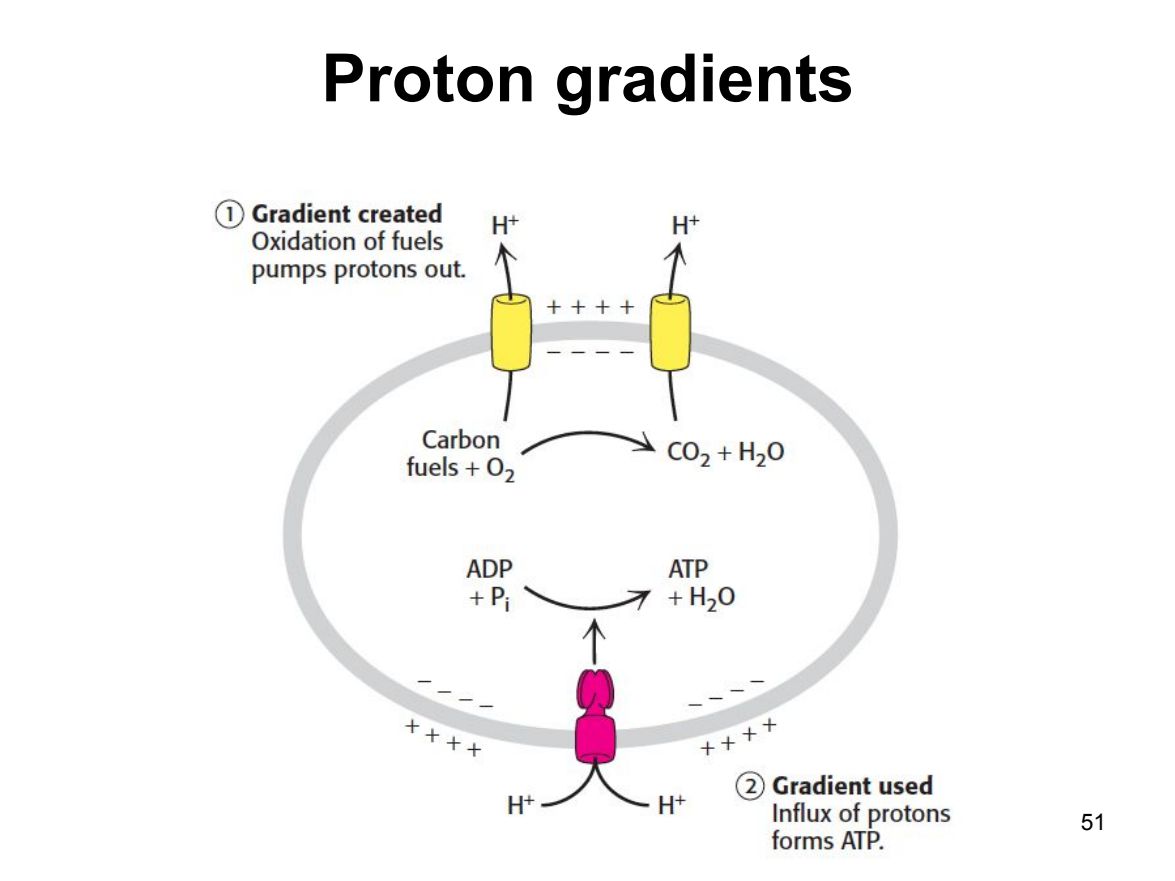 Proton gradients
① Gradient created
Oxidation of fuels
pumps protons out.
H⁺ H⁺
+ + + +
– – – –
Carbon
fuels + O₂
CO₂ + H₂O
ADP
+ Pᵢ
ATP
+ H₂O
– – – –
– – – –
+ + + +
+ + + +
H⁺ H⁺
② Gradient used
Influx of protons
forms ATP.
51